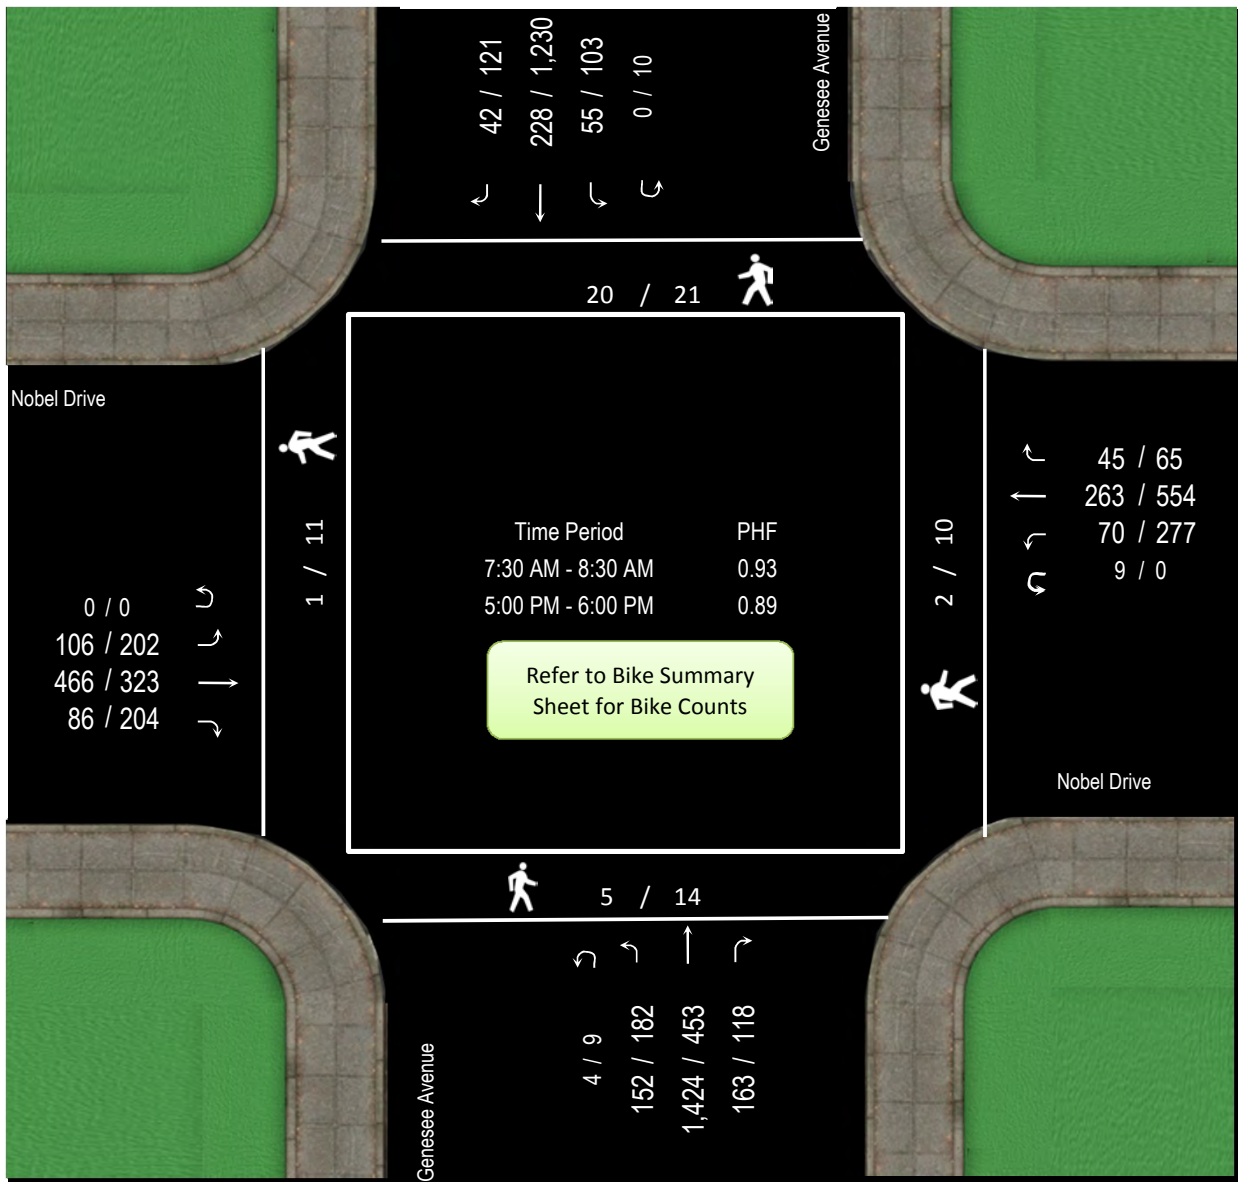 42 / 121
228 / 1,230
55 / 103
0 / 10
Genesee Avenue
20 / 21
Nobel Drive
1 / 11
Time Period PHF
7:30 AM - 8:30 AM 0.93
5:00 PM - 6:00 PM 0.89
Refer to Bike Summary
Sheet for Bike Counts
2 / 10
45 / 65
263 / 554
70 / 277
9 / 0
0 / 0
106 / 202
466 / 323
86 / 204
Nobel Drive
5 / 14
Genesee Avenue
4 / 9
152 / 182
1,424 / 453
163 / 118